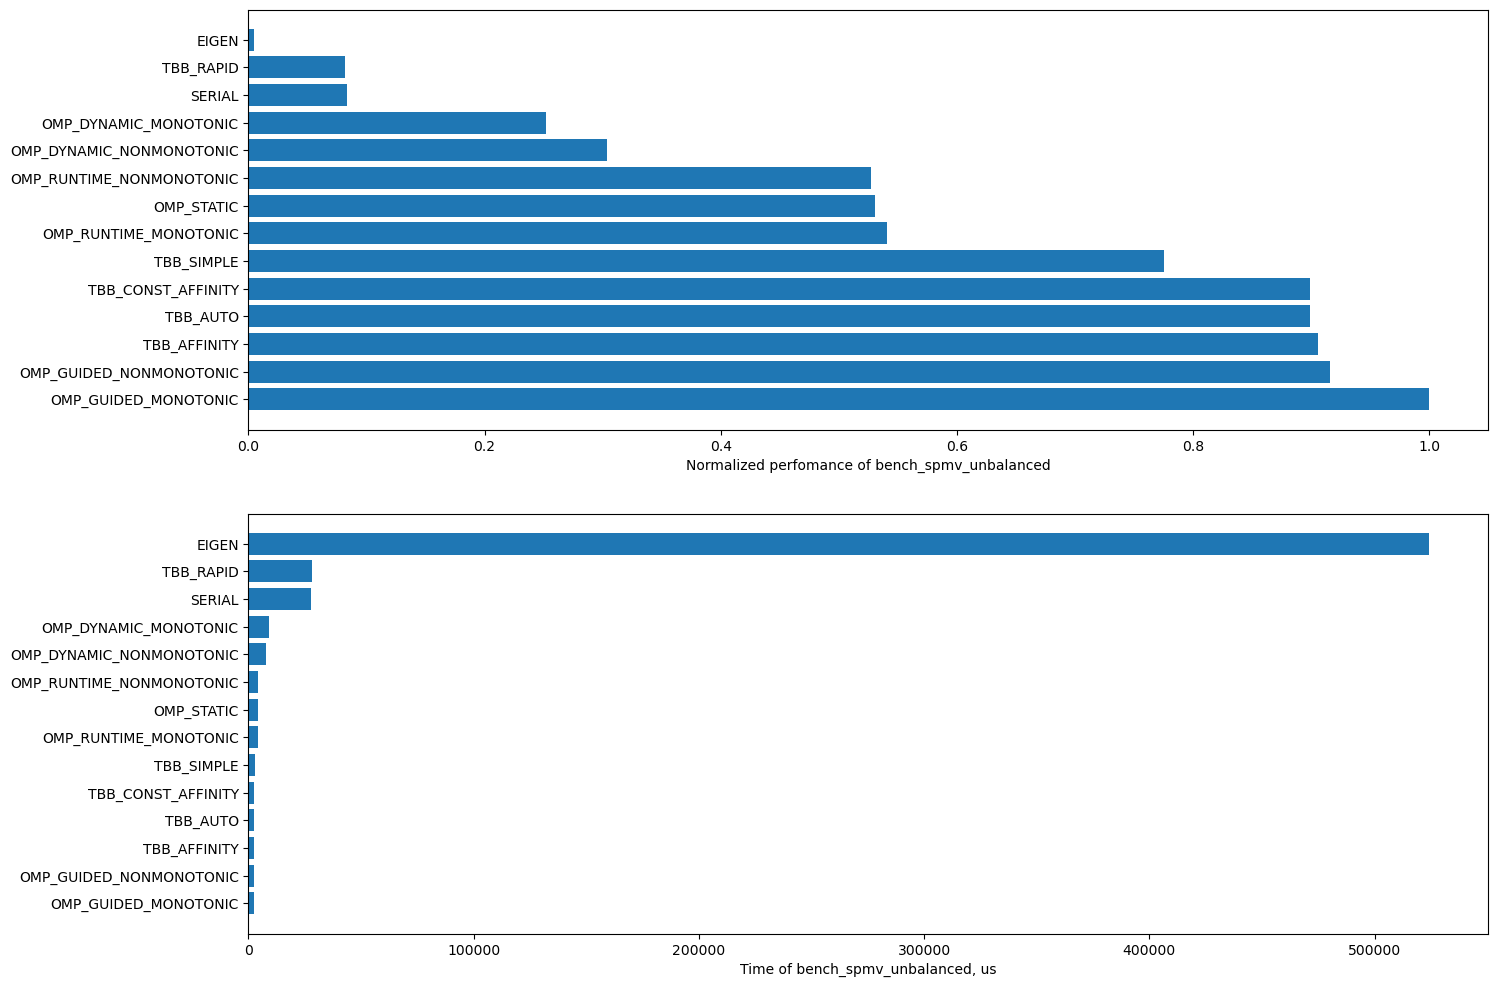 EIGEN
TBB_RAPID
SERIAL
OMP_DYNAMIC_MONOTONIC
OMP_DYNAMIC_NONMONOTONIC
OMP_RUNTIME_NONMONOTONIC
OMP_STATIC
OMP_RUNTIME_MONOTONIC
TBB_SIMPLE
TBB_CONST_AFFINITY
TBB_AUTO
TBB_AFFINITY
OMP_GUIDED_NONMONOTONIC
OMP_GUIDED_MONOTONIC
0.0 0.2 0.4 0.6 0.8 1.0
Normalized perfomance of bench_spmv_unbalanced
EIGEN
TBB_RAPID
SERIAL
OMP_DYNAMIC_MONOTONIC
OMP_DYNAMIC_NONMONOTONIC
OMP_RUNTIME_NONMONOTONIC
OMP_STATIC
OMP_RUNTIME_MONOTONIC
TBB_SIMPLE
TBB_CONST_AFFINITY
TBB_AUTO
TBB_AFFINITY
OMP_GUIDED_NONMONOTONIC
OMP_GUIDED_MONOTONIC
0 100000 200000 300000 400000 500000
Time of bench_spmv_unbalanced, us